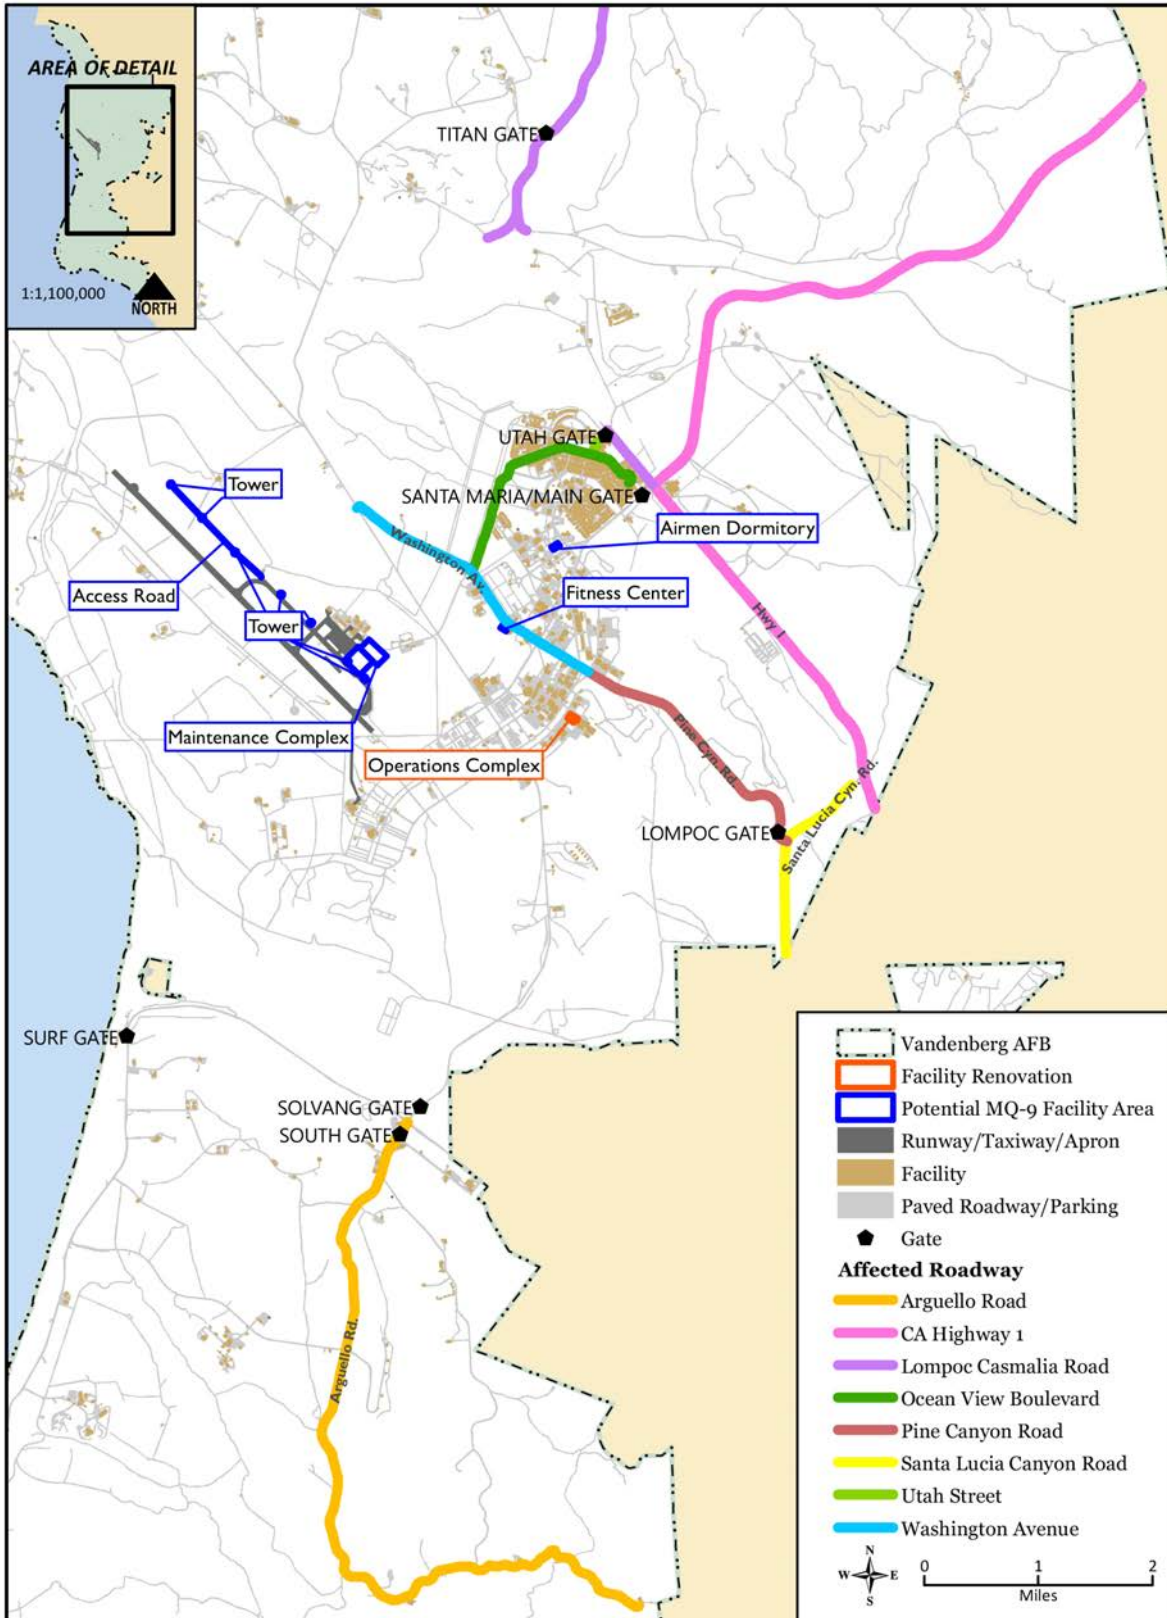 AREA OF DETAIL
1:1,100,000
NORTH
TITAN GATE
UTAH GATE
SANTA MARIA/MAIN GATE
Tower
Airmen Dormitory
Washington Av.
Access Road
Fitness Center
Tower
Hwy 1
Maintenance Complex
Operations Complex
Pine Cyn. Rd.
LOMPOC GATE
Santa Lucia Cyn. Rd.
SURF GATE
SOLVANG GATE
SOUTH GATE
Arguello Rd.
Vandenberg AFB
Facility Renovation
Potential MQ-9 Facility Area
Runway/Taxiway/Apron
Facility
Paved Roadway/Parking
Gate
Affected Roadway
Arguello Road
CA Highway 1
Lompoc Casmalia Road
Ocean View Boulevard
Pine Canyon Road
Santa Lucia Canyon Road
Utah Street
Washington Avenue
N
W E
S
0 1 2
Miles